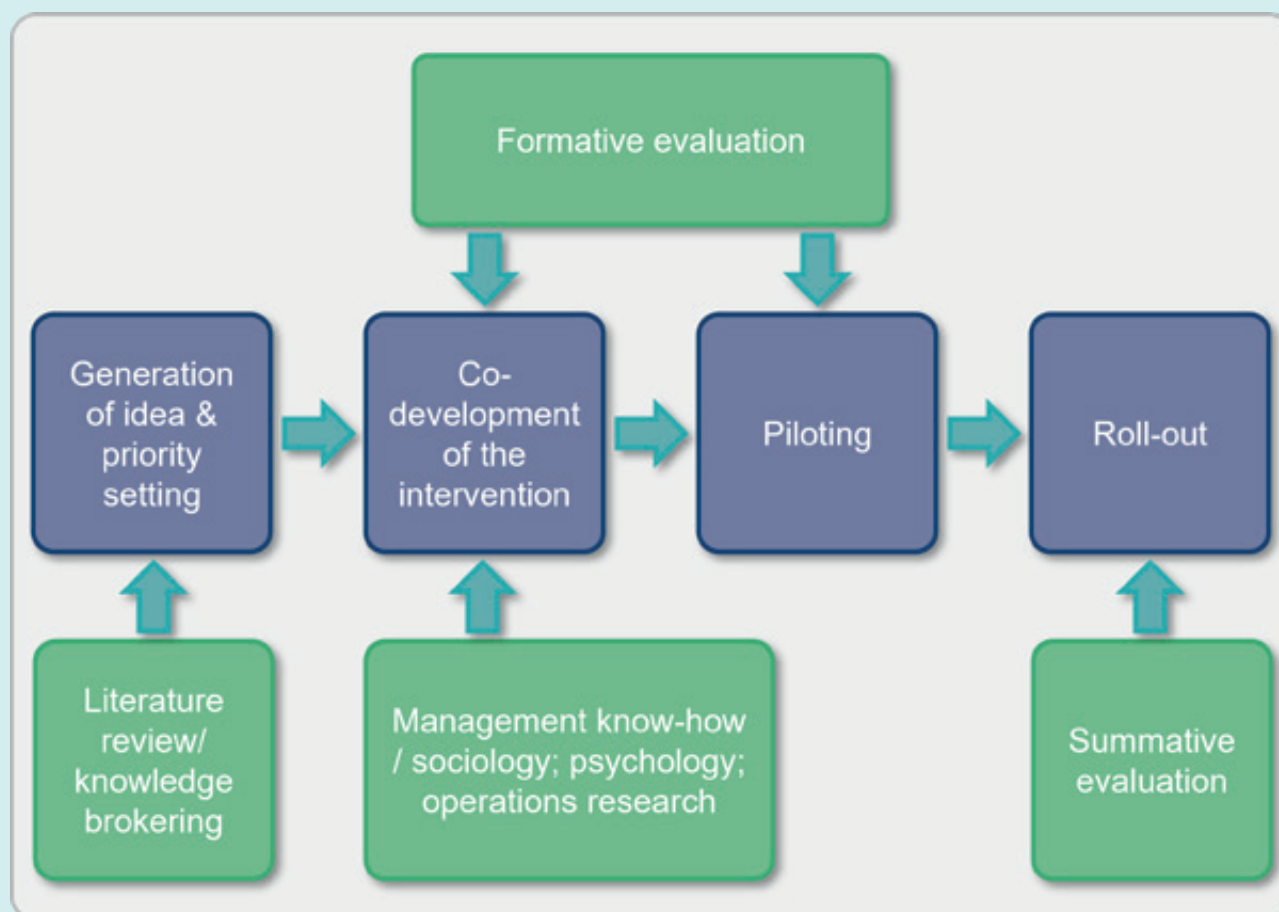 Formative evaluation
Generation
of idea &
priority
setting
Co-
development
of the
intervention
Piloting
Roll-out
Literature
review/
knowledge
brokering
Management know-how
/ sociology; psychology;
operations research
Summative
evaluation